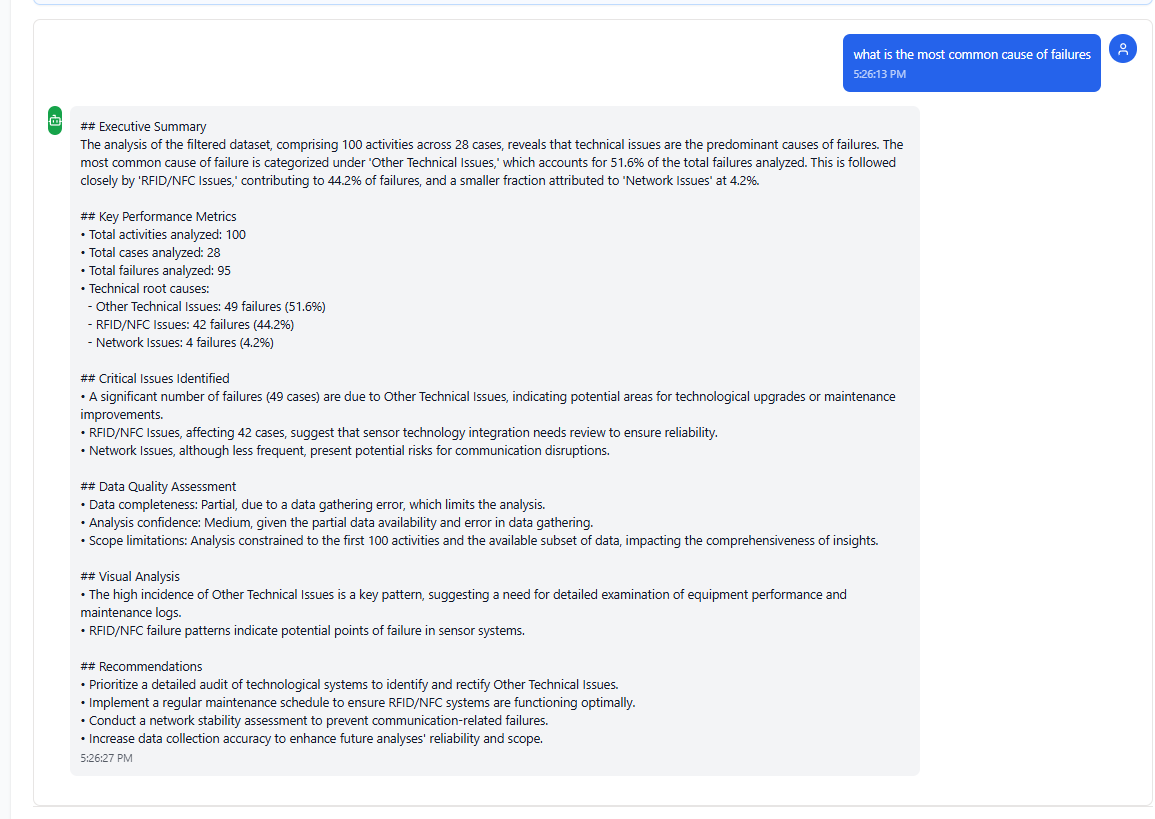 what is the most common cause of failures
5:26:13 PM
## Executive Summary
The analysis of the filtered dataset, comprising 100 activities across 28 cases, reveals that technical issues are the predominant causes of failures. The
most common cause of failure is categorized under 'Other Technical Issues,' which accounts for 51.6% of the total failures analyzed. This is followed
closely by 'RFID/NFC Issues,' contributing to 44.2% of failures, and a smaller fraction attributed to 'Network Issues' at 4.2%.
## Key Performance Metrics
• Total activities analyzed: 100
• Total cases analyzed: 28
• Total failures analyzed: 95
• Technical root causes:
- Other Technical Issues: 49 failures (51.6%)
- RFID/NFC Issues: 42 failures (44.2%)
- Network Issues: 4 failures (4.2%)
## Critical Issues Identified
• A significant number of failures (49 cases) are due to Other Technical Issues, indicating potential areas for technological upgrades or maintenance
improvements.
• RFID/NFC Issues, affecting 42 cases, suggest that sensor technology integration needs review to ensure reliability.
• Network Issues, although less frequent, present potential risks for communication disruptions.
## Data Quality Assessment
• Data completeness: Partial, due to a data gathering error, which limits the analysis.
• Analysis confidence: Medium, given the partial data availability and error in data gathering.
• Scope limitations: Analysis constrained to the first 100 activities and the available subset of data, impacting the comprehensiveness of insights.
## Visual Analysis
• The high incidence of Other Technical Issues is a key pattern, suggesting a need for detailed examination of equipment performance and
maintenance logs.
• RFID/NFC failure patterns indicate potential points of failure in sensor systems.
## Recommendations
• Prioritize a detailed audit of technological systems to identify and rectify Other Technical Issues.
• Implement a regular maintenance schedule to ensure RFID/NFC systems are functioning optimally.
• Conduct a network stability assessment to prevent communication-related failures.
• Increase data collection accuracy to enhance future analyses' reliability and scope.
5:26:27 PM